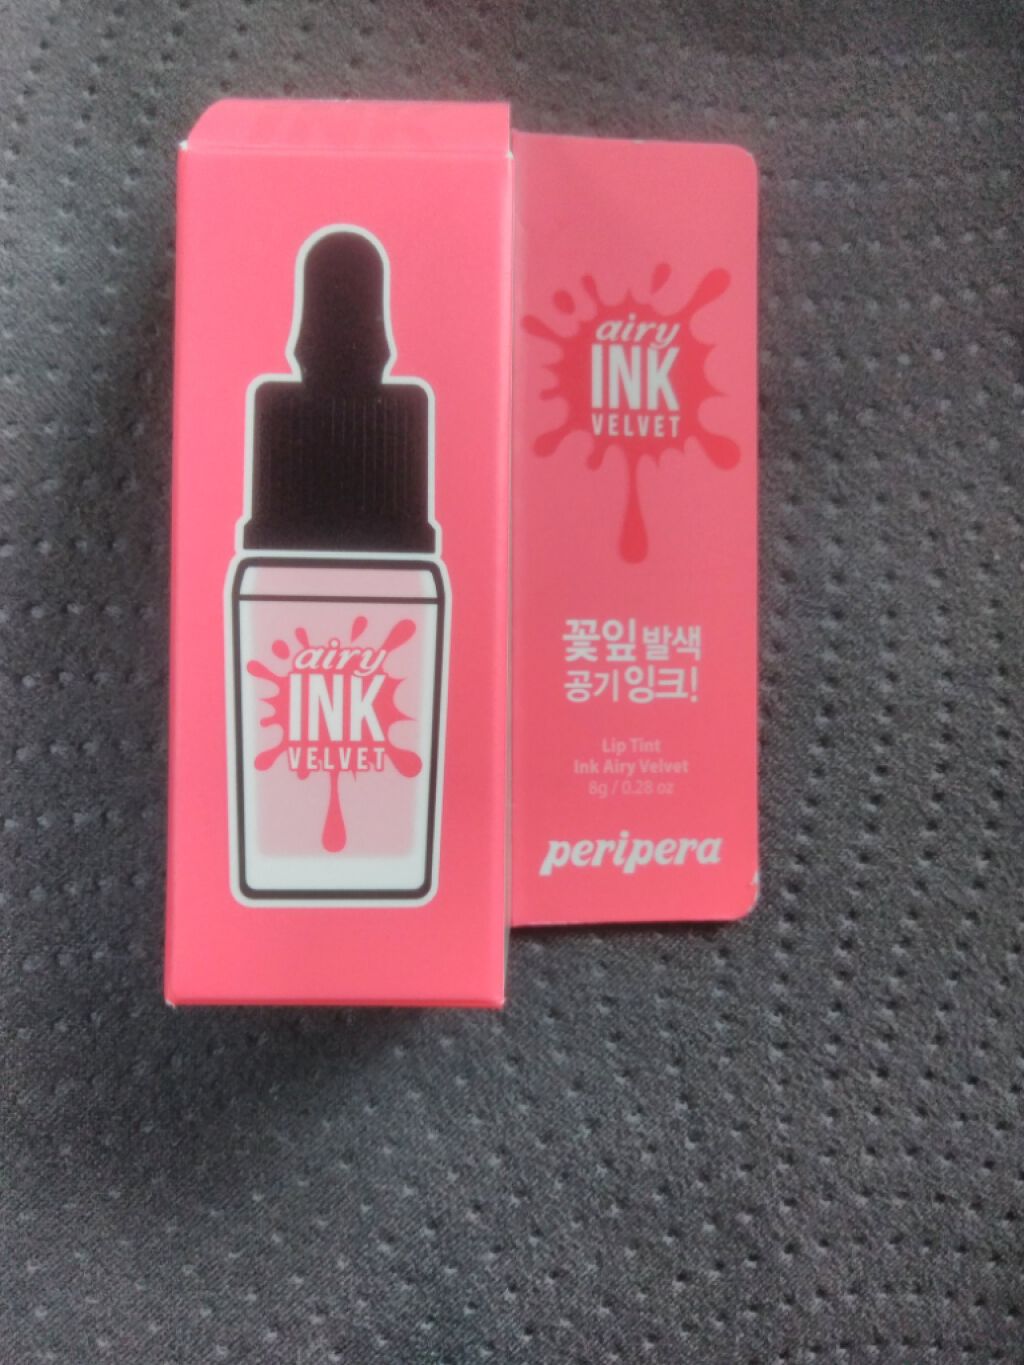 airy
INK
VELVET
airy
INK
VELVET
꽃잎발색
공기잉크!
Lip Tint
Ink Airy Velvet
8g / 0.28 oz
peripera